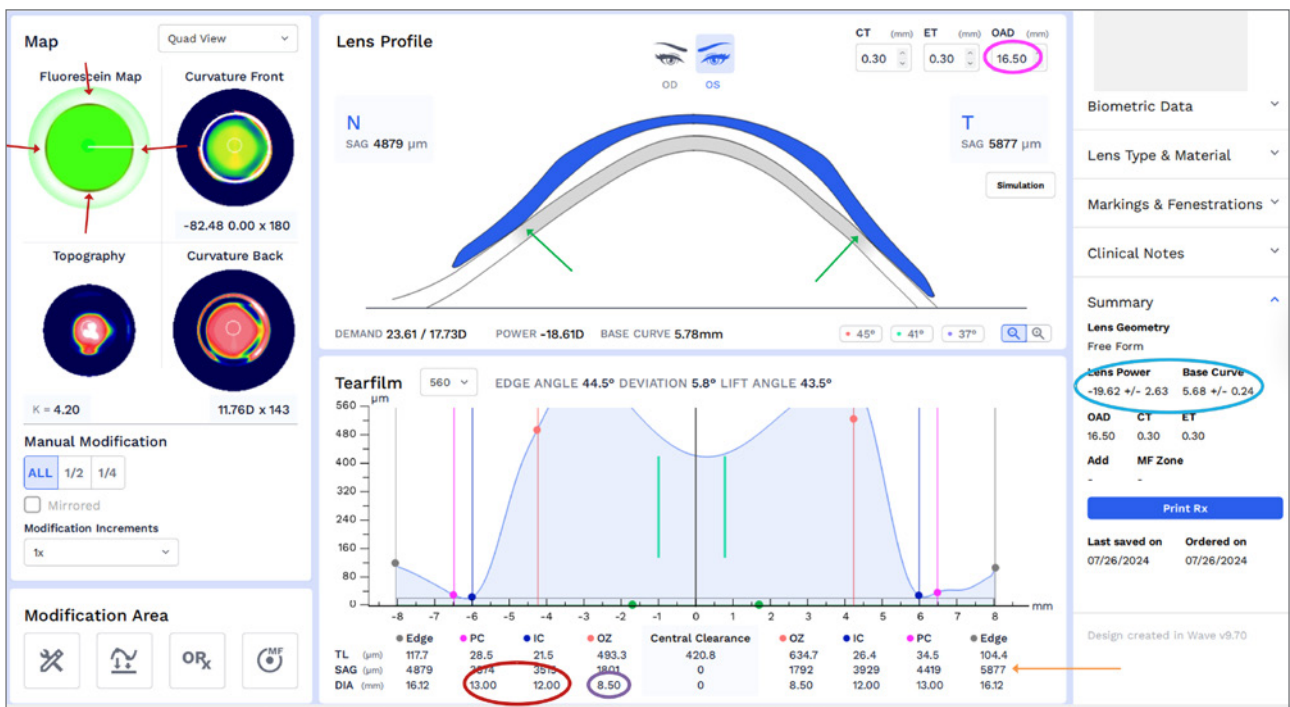 Map
Quad View
Fluorescein Map
Curvature Front
-82.48 0.00 x 180
Topography
Curvature Back
K = 4.20
11.76D x 143
Manual Modification
ALL 1/2 1/4
Mirrored
Modification Increments
1x
Modification Area
ORx
MF
Lens Profile
OD OS
CT (mm) ET (mm) OAD (mm)
0.30 0.30 16.50
N
SAG 4879 µm
T
SAG 5877 µm
Simulation
DEMAND 23.61 / 17.73D POWER -18.61D BASE CURVE 5.78mm
45° 41° 37°
Tearfilm 560 EDGE ANGLE 44.5° DEVIATION 5.8° LIFT ANGLE 43.5°
µm
560
480
400
320
240
160
80
0
-8 -7 -6 -5 -4 -3 -2 -1 0 1 2 3 4 5 6 7 8 mm
Edge PC IC OZ Central Clearance OZ IC PC Edge
TL (µm) 117.7 28.5 21.5 493.3 420.8 634.7 26.4 34.5 104.4
SAG (µm) 4879 1801 0 1792 3929 4419 5877
DIA (mm) 16.12 13.00 12.00 8.50 0 8.50 12.00 13.00 16.12
Biometric Data
Lens Type & Material
Markings & Fenestrations
Clinical Notes
Summary
Lens Geometry
Free Form
Lens Power Base Curve
-19.62 +/- 2.63 5.68 +/- 0.24
OAD CT ET
16.50 0.30 0.30
Add MF Zone
- -
Print Rx
Last saved on Ordered on
07/26/2024 07/26/2024
Design created in Wave v9.70